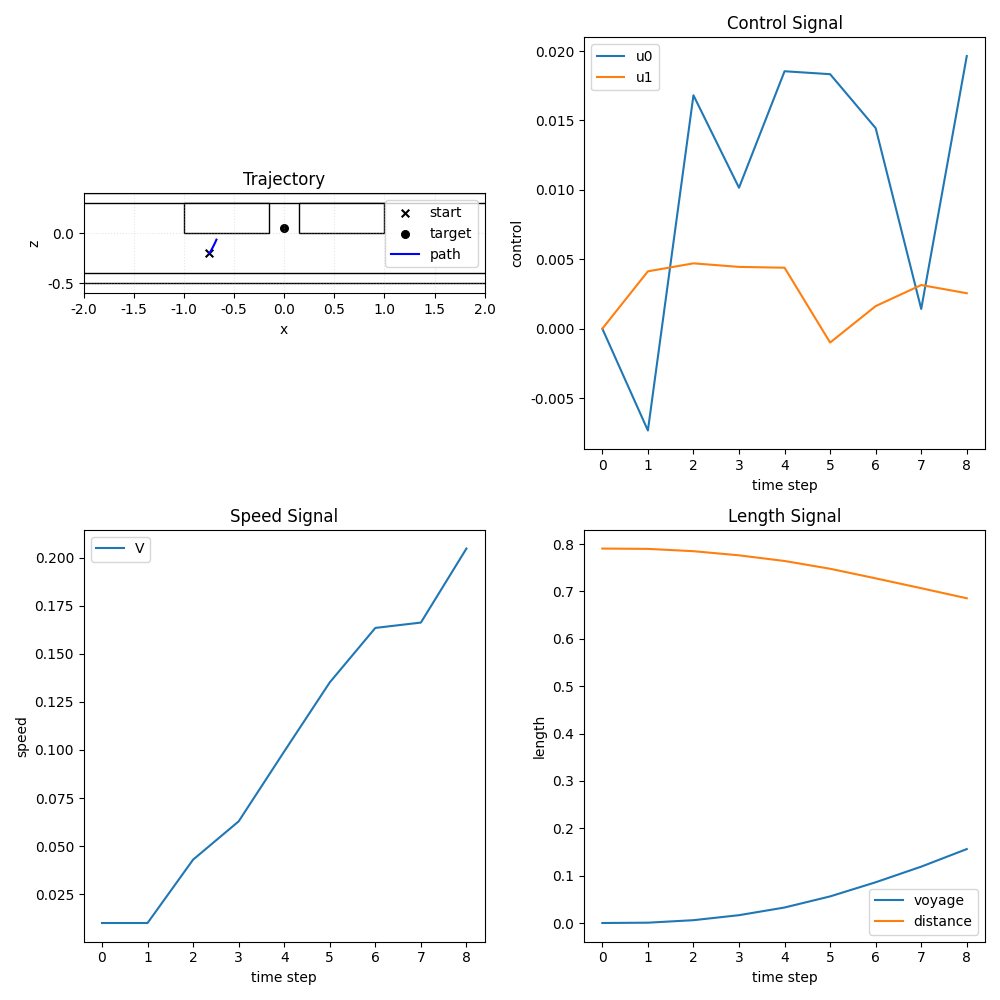 Trajectory
z
0.0
-0.5
start
target
path
-2.0 -1.5 -1.0 -0.5 0.0 0.5 1.0 1.5 2.0
x
Control Signal
control
0.020
0.015
0.010
0.005
0.000
-0.005
u0
u1
0 1 2 3 4 5 6 7 8
time step
Speed Signal
speed
0.200
0.175
0.150
0.125
0.100
0.075
0.050
0.025
V
0 1 2 3 4 5 6 7 8
time step
Length Signal
length
0.8
0.7
0.6
0.5
0.4
0.3
0.2
0.1
0.0
voyage
distance
0 1 2 3 4 5 6 7 8
time step